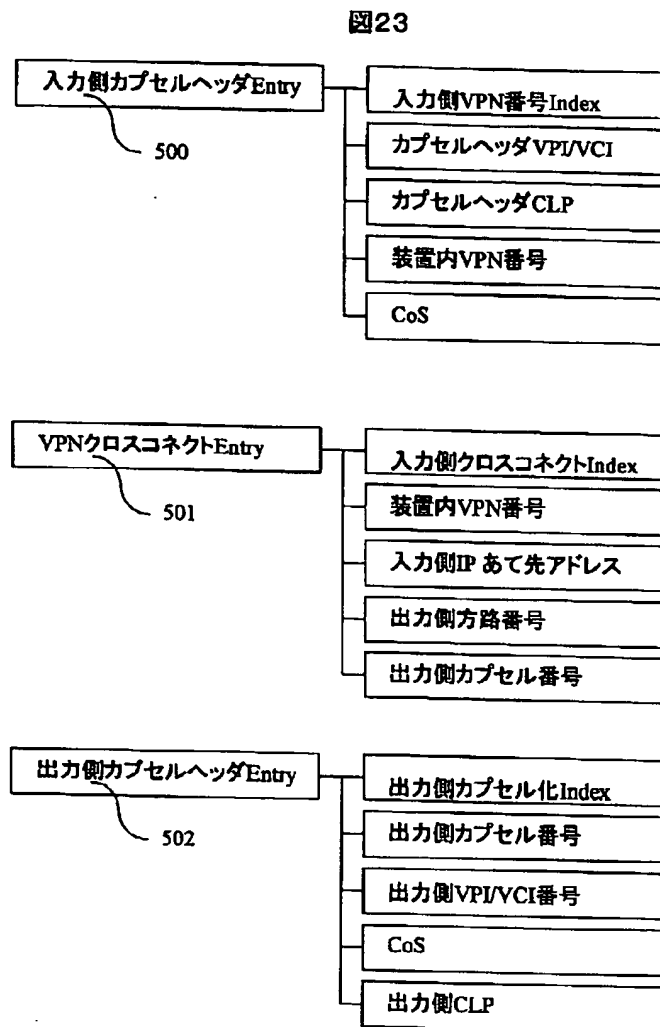 図23
入力側カプセルヘッダEntry
500
入力側VPN番号Index
カプセルヘッダVPI/VCI
カプセルヘッダCLP
装置内VPN番号
CoS
VPNクロスコネクトEntry
501
入力側クロスコネクトIndex
装置内VPN番号
入力側IP あて先アドレス
出力側方路番号
出力側カプセル番号
出力側カプセルヘッダEntry
502
出力側カプセル化Index
出力側カプセル番号
出力側VPI/VCI番号
CoS
出力側CLP